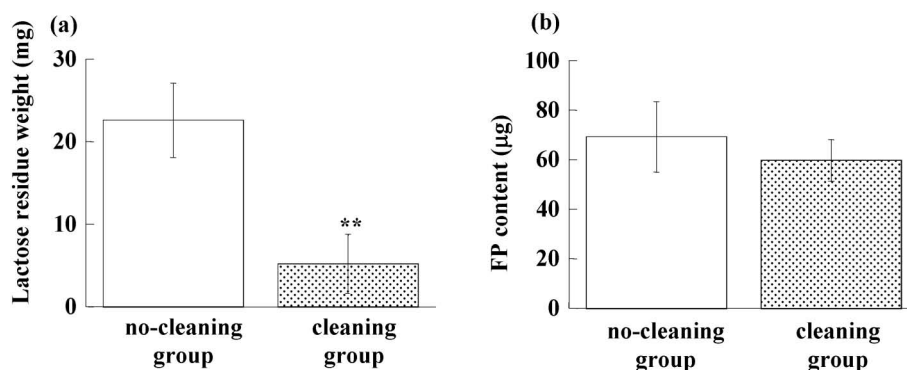 (a)
Lactose residue weight (mg)
30
20
10
0
**
no-cleaning
group
cleaning
group
(b)
FP content (μg)
100
80
60
40
20
0
no-cleaning
group
cleaning
group